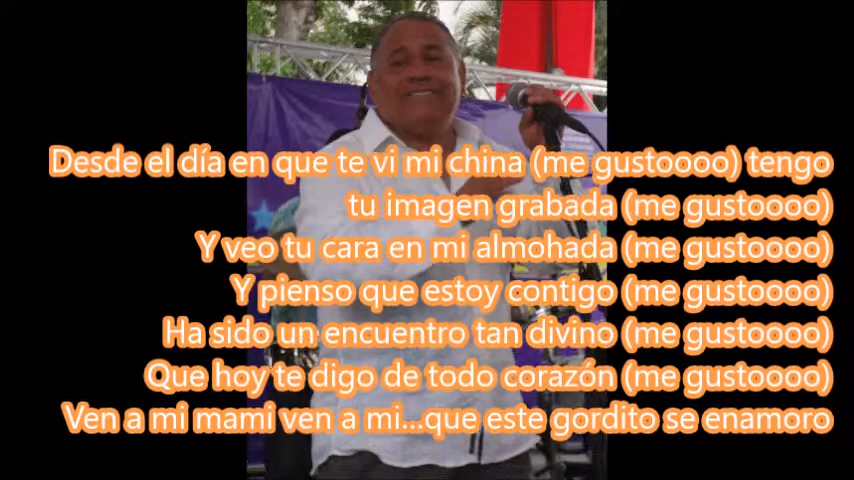 Desde el día en que te vi mi china (me gustoooo) tengo
tu imagen grabada (me gustoooo)
Y veo tu cara en mi almohada (me gustoooo)
Y pienso que estoy contigo (me gustoooo)
Ha sido un encuentro tan divino (me gustoooo)
Que hoy te digo de todo corazón (me gustoooo)
Ven a mi mami ven a mi...que este gordito se enamoro